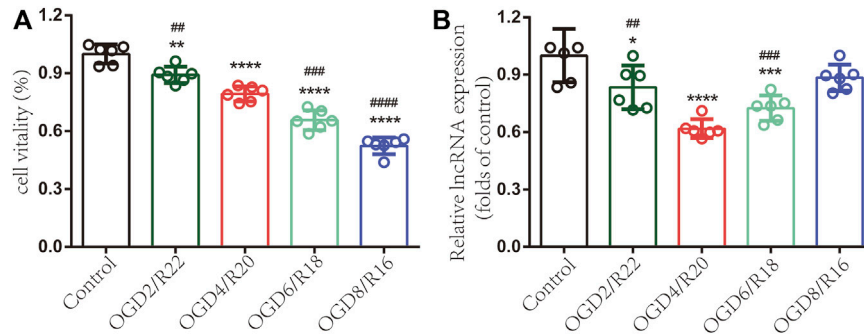 A
cell vitality (%)
1.2
0.9
0.6
0.3
0.0
##
**
****
###
****
####
****
Control
OGD2/R22
OGD4/R20
OGD6/R18
OGD8/R16
B
Relative lncRNA expression
(folds of control)
1.2
0.9
0.6
0.3
0.0
##
*
****
###
***
Control
OGD2/R22
OGD4/R20
OGD6/R18
OGD8/R16